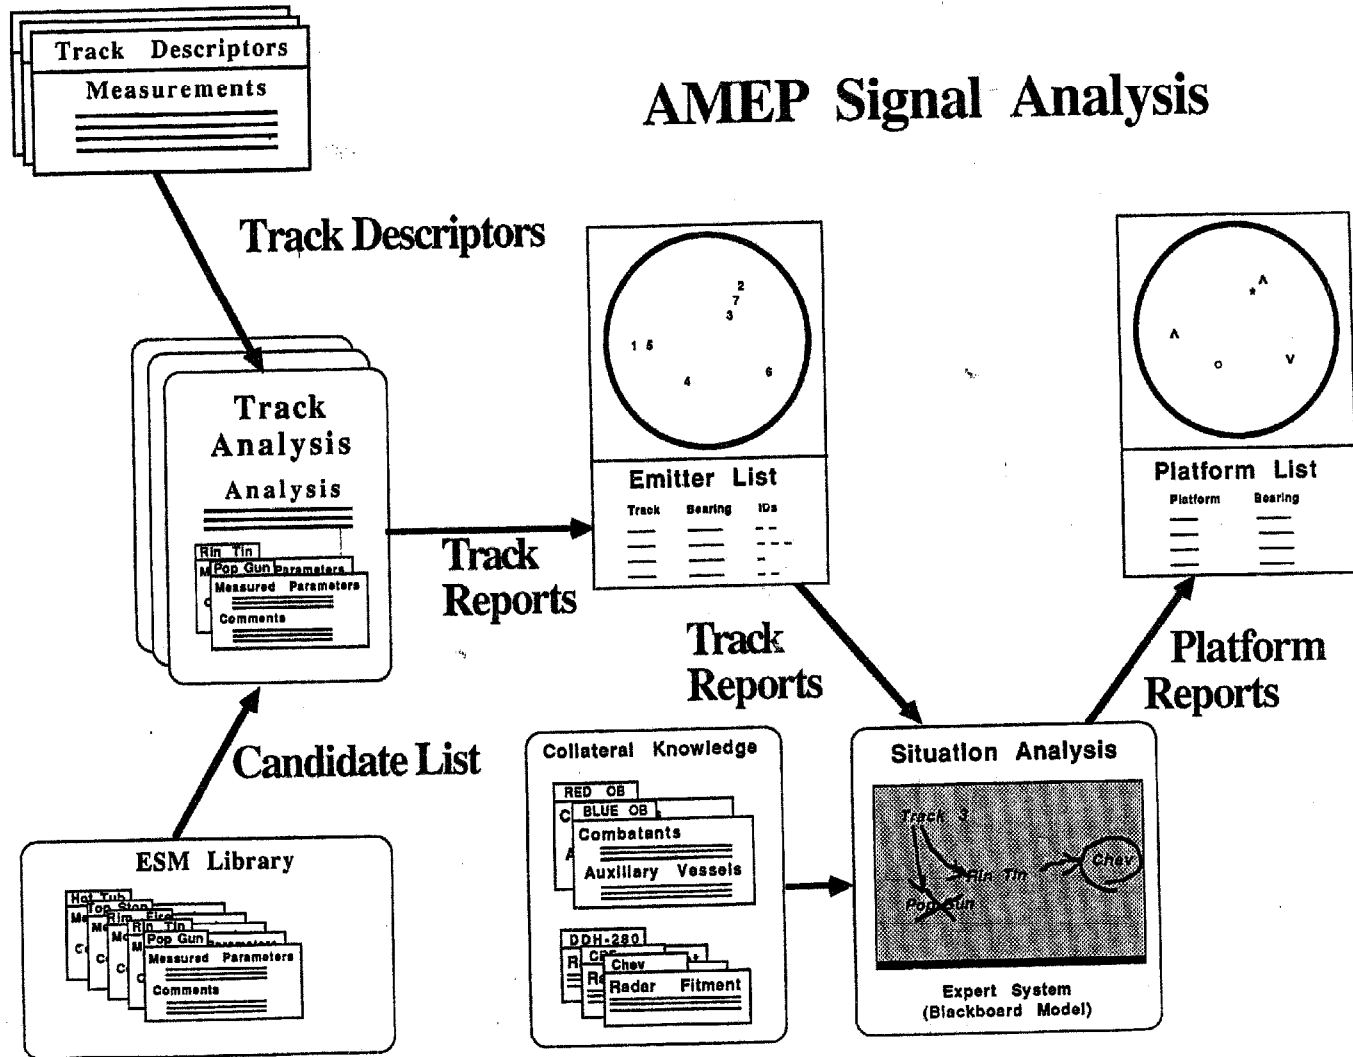 Track Descriptors
Measurements
AMEP Signal Analysis
Track Descriptors
2
7
3
1 5
4
6
Emitter List
Track Bearing IDs
^
*
^
o
v
Platform List
Platform Bearing
Track
Analysis
Analysis
Rin Tin
Pop Gun Parameters
Measured Parameters
Comments
Track
Reports
Track
Reports
Platform
Reports
Candidate List
ESM Library
Hot Tub
Top Stop
Rim Fire
Rin Tin
Pop Gun Parameters
Measured Parameters
Comments
Collateral Knowledge
RED OB
BLUE OB
Combatants
Auxiliary Vessels
DDH-280
Chev
Radar Fitment
Situation Analysis
Track 3
Rin Tin
Chev
Pop Gun
Expert System
(Blackboard Model)